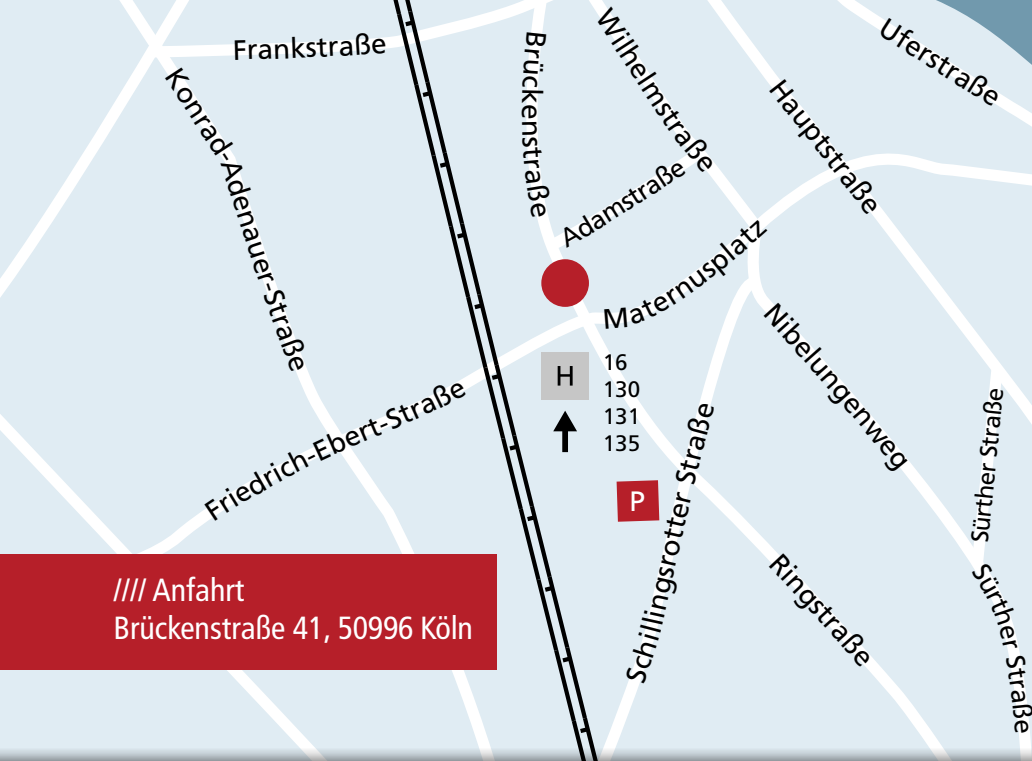 Frankstraße
Konrad-Adenauer-Straße
Brückenstraße
Wilhelmstraße
Uferstraße
Hauptstraße
Adamstraße
Maternusplatz
Friedrich-Ebert-Straße
H
16
130
131
135
P
Nibelungenweg
Schillingsrotter Straße
Sürther Straße
Ringstraße
Sürther Straße
//// Anfahrt
Brückenstraße 41, 50996 Köln